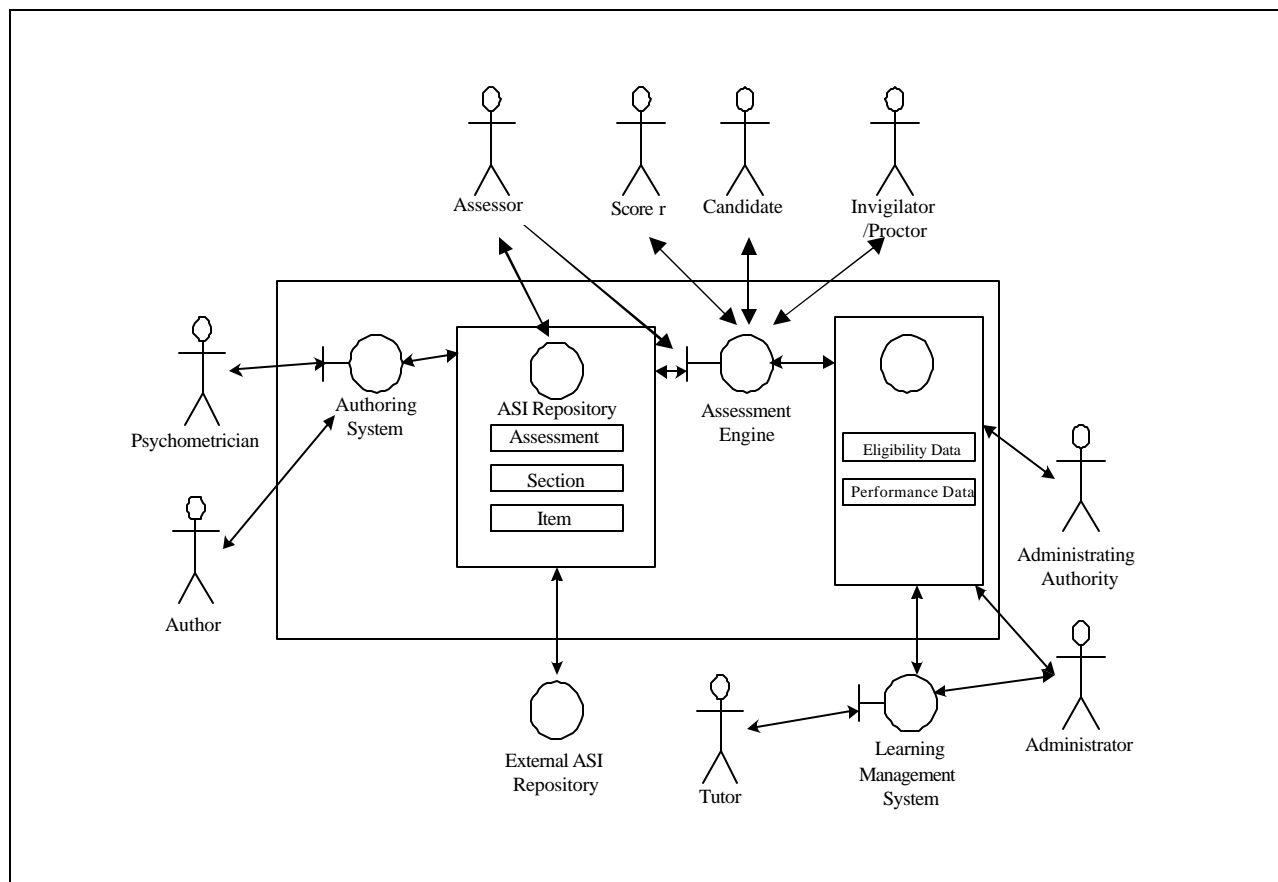 Assessor
Score r
Candidate
Invigilator
/Proctor
Psychometrician
Authoring
System
ASI Repository
Assessment
Section
Item
Assessment
Engine
Eligibility Data
Performance Data
Administrating
Authority
Author
External ASI
Repository
Tutor
Learning
Management
System
Administrator